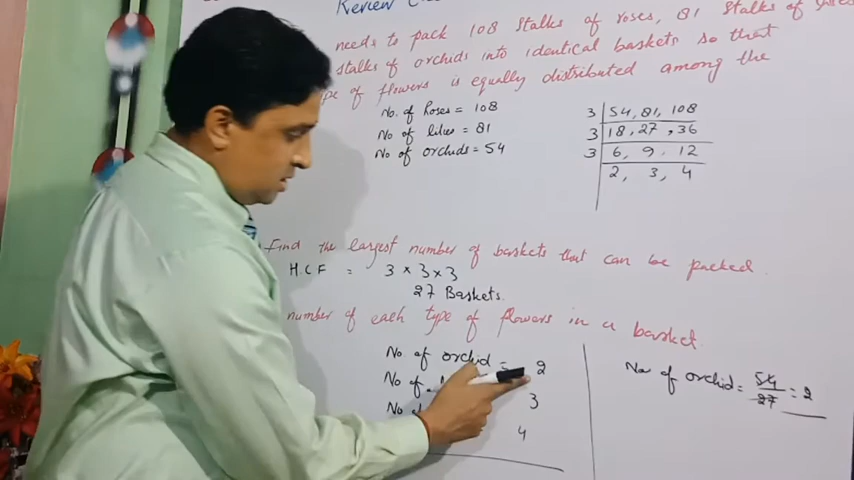 Review
needs to pack 108 stalks of roses, 81 stalks of
stalks of orchids into identical baskets so that
type of flowers is equally distributed among the
No. of Roses = 108
No of lilies = 81
No of orchids = 54
3 | 54, 81, 108
3 | 18, 27, 36
3 | 6, 9, 12
2, 3, 4
Find the largest number of baskets that can be packed
HCF = 3 × 3 × 3
27 Baskets.
number of each type of flowers in a basket.
No of orchid = 2
No of 3
No 4
No of orchid = 54/27 = 2